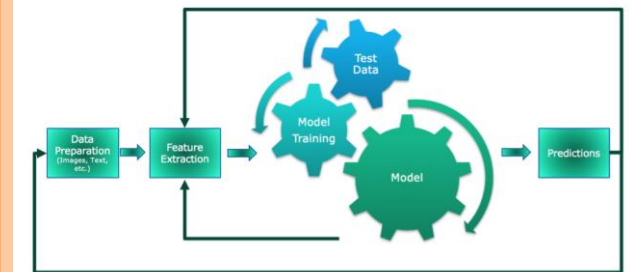 Data
Preparation
(Images, Text,
etc.)
Feature
Extraction
Test
Data
Model
Training
Model
Predictions